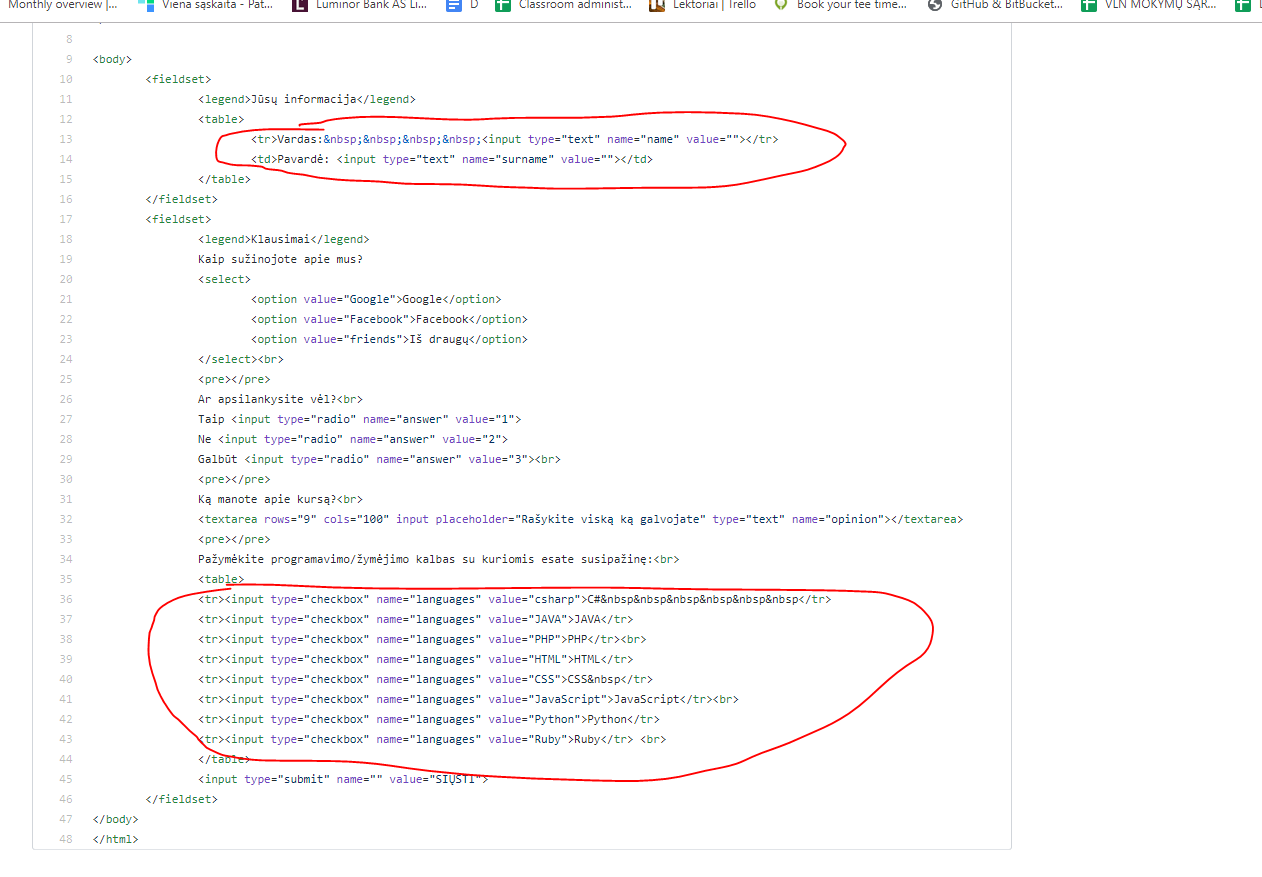 Monthly overview |... Viena sąskaita - Pat... Luminor Bank AS Li... D Classroom administ... Lektoriai | Trello Book your tee time... GitHub & BitBucket... VLN MOKYMŲ SĄR...
8
9 <body>
10 <fieldset>
11 <legend>Jūsų informacija</legend>
12 <table>
13 <tr>Vardas:&nbsp;&nbsp;&nbsp;&nbsp;<input type="text" name="name" value=""></tr>
14 <td>Pavardė: <input type="text" name="surname" value=""></td>
15 </table>
16 </fieldset>
17 <fieldset>
18 <legend>Klausimai</legend>
19 Kaip sužinojote apie mus?
20 <select>
21 <option value="Google">Google</option>
22 <option value="Facebook">Facebook</option>
23 <option value="friends">Iš draugų</option>
24 </select><br>
25 <pre></pre>
26 Ar apsilankysite vėl?<br>
27 Taip <input type="radio" name="answer" value="1">
28 Ne <input type="radio" name="answer" value="2">
29 Galbūt <input type="radio" name="answer" value="3"><br>
30 <pre></pre>
31 Ką manote apie kursą?<br>
32 <textarea rows="9" cols="100" input placeholder="Rašykite viską ką galvojate" type="text" name="opinion"></textarea>
33 <pre></pre>
34 Pažymėkite programavimo/žymėjimo kalbas su kuriomis esate susipažinę:<br>
35 <table>
36 <tr><input type="checkbox" name="languages" value="csharp">C#&nbsp&nbsp&nbsp&nbsp&nbsp&nbsp</tr>
37 <tr><input type="checkbox" name="languages" value="JAVA">JAVA</tr>
38 <tr><input type="checkbox" name="languages" value="PHP">PHP</tr><br>
39 <tr><input type="checkbox" name="languages" value="HTML">HTML</tr>
40 <tr><input type="checkbox" name="languages" value="CSS">CSS&nbsp</tr>
41 <tr><input type="checkbox" name="languages" value="JavaScript">JavaScript</tr><br>
42 <tr><input type="checkbox" name="languages" value="Python">Python</tr>
43 <tr><input type="checkbox" name="languages" value="Ruby">Ruby</tr> <br>
44 </table>
45 <input type="submit" name="" value="SIŲSTI">
46 </fieldset>
47 </body>
48 </html>